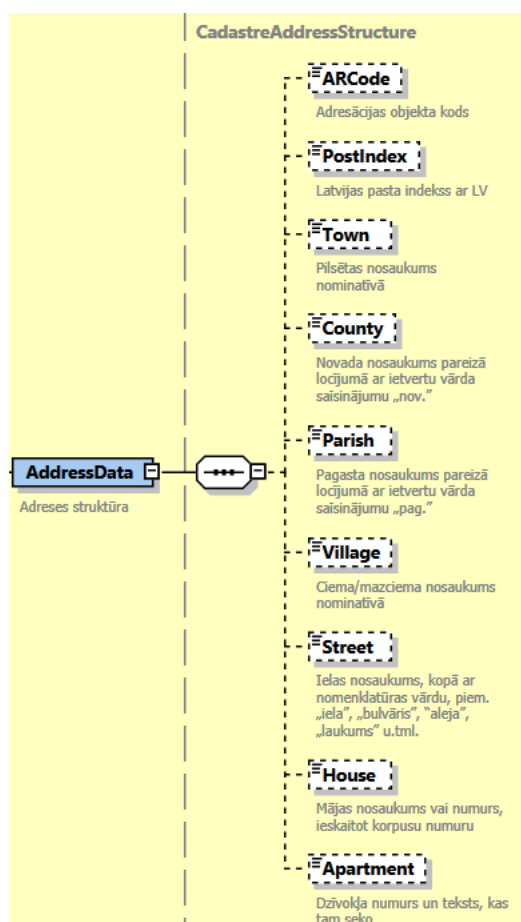 CadastreAddressStructure
ARCode
Adresācijas objekta kods
PostIndex
Latvijas pasta indekss ar LV
Town
Pilsētas nosaukums
nominatīvā
County
Novada nosaukums pareizā
locījumā ar ietvertu vārda
saīsinājumu „nov.”
AddressData
Adreses struktūra
Parish
Pagasta nosaukums pareizā
locījumā ar ietvertu vārda
saīsinājumu „pag.”
Village
Ciema/mazciema nosaukums
nominatīvā
Street
Ielas nosaukums, kopā ar
nomenklatūras vārdu, piem.
„iela”, „bulvāris”, “aleja”,
„laukums” u.tml.
House
Mājas nosaukums vai numurs,
ieskaitot korpusu numuru
Apartment
Dzīvokļa numurs un teksts, kas
tam seko